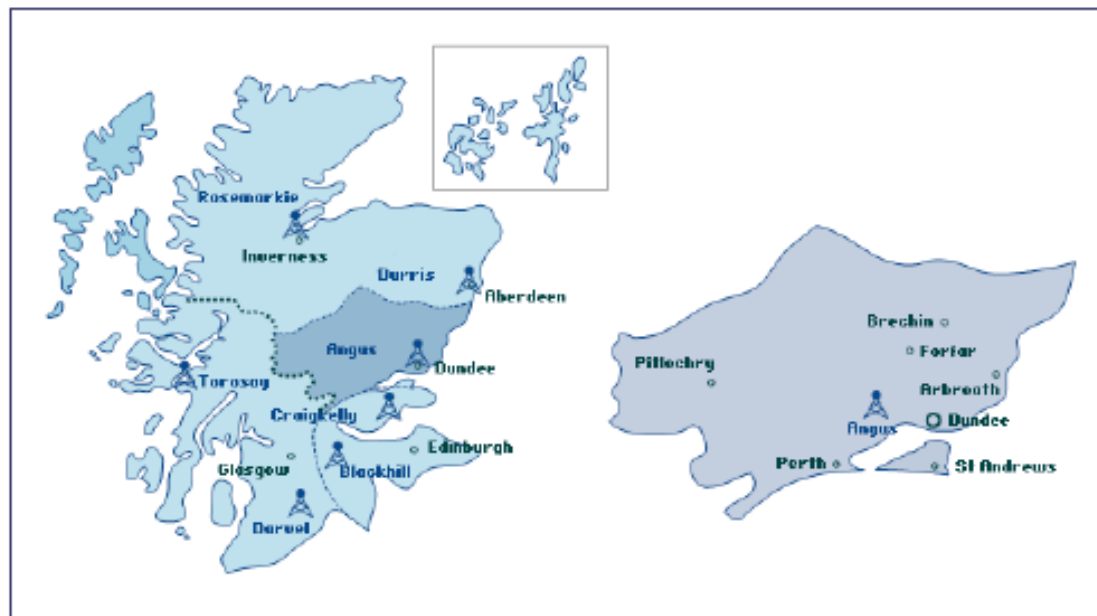 Rosemarkie
Inverness
Durris
Aberdeen
Angus
Dundee
Torosay
Craigkelly
Edinburgh
Glasgow
Blackhill
Darvel
Brechin
Forfar
Pitlochry
Arbroath
Angus
Dundee
Perth
St Andrews